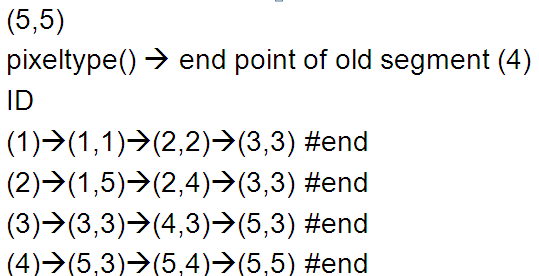 (5,5)
pixeltype() → end point of old segment (4)
ID
(1)→(1,1)→(2,2)→(3,3) #end
(2)→(1,5)→(2,4)→(3,3) #end
(3)→(3,3)→(4,3)→(5,3) #end
(4)→(5,3)→(5,4)→(5,5) #end